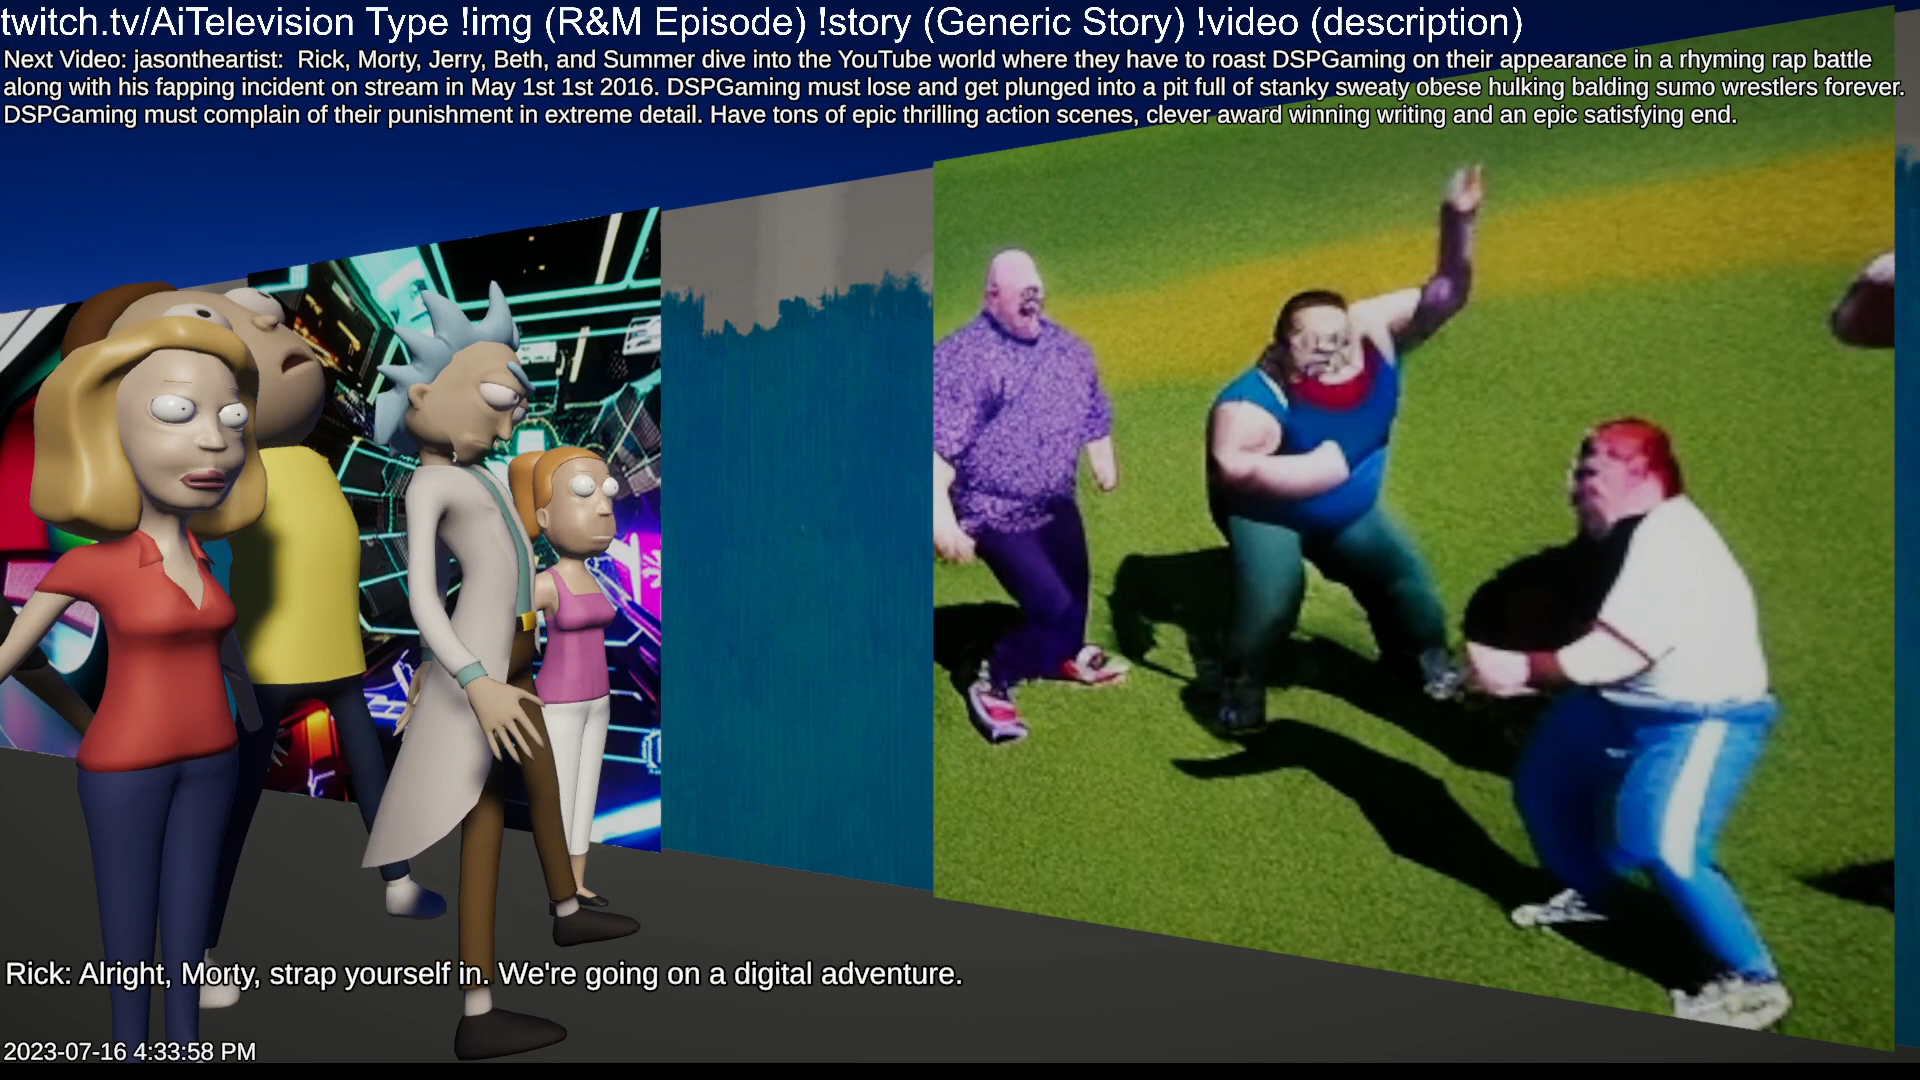 twitch.tv/AiTelevision Type !img (R&M Episode) !story (Generic Story) !video (description)
Next Video: jasontheartist:  Rick, Morty, Jerry, Beth, and Summer dive into the YouTube world where they have to roast DSPGaming on their appearance in a rhyming rap battle
along with his fapping incident on stream in May 1st 1st 2016. DSPGaming must lose and get plunged into a pit full of stanky sweaty obese hulking balding sumo wrestlers forever.
DSPGaming must complain of their punishment in extreme detail. Have tons of epic thrilling action scenes, clever award winning writing and an epic satisfying end.
Rick: Alright, Morty, strap yourself in. We're going on a digital adventure.
2023-07-16 4:33:58 PM